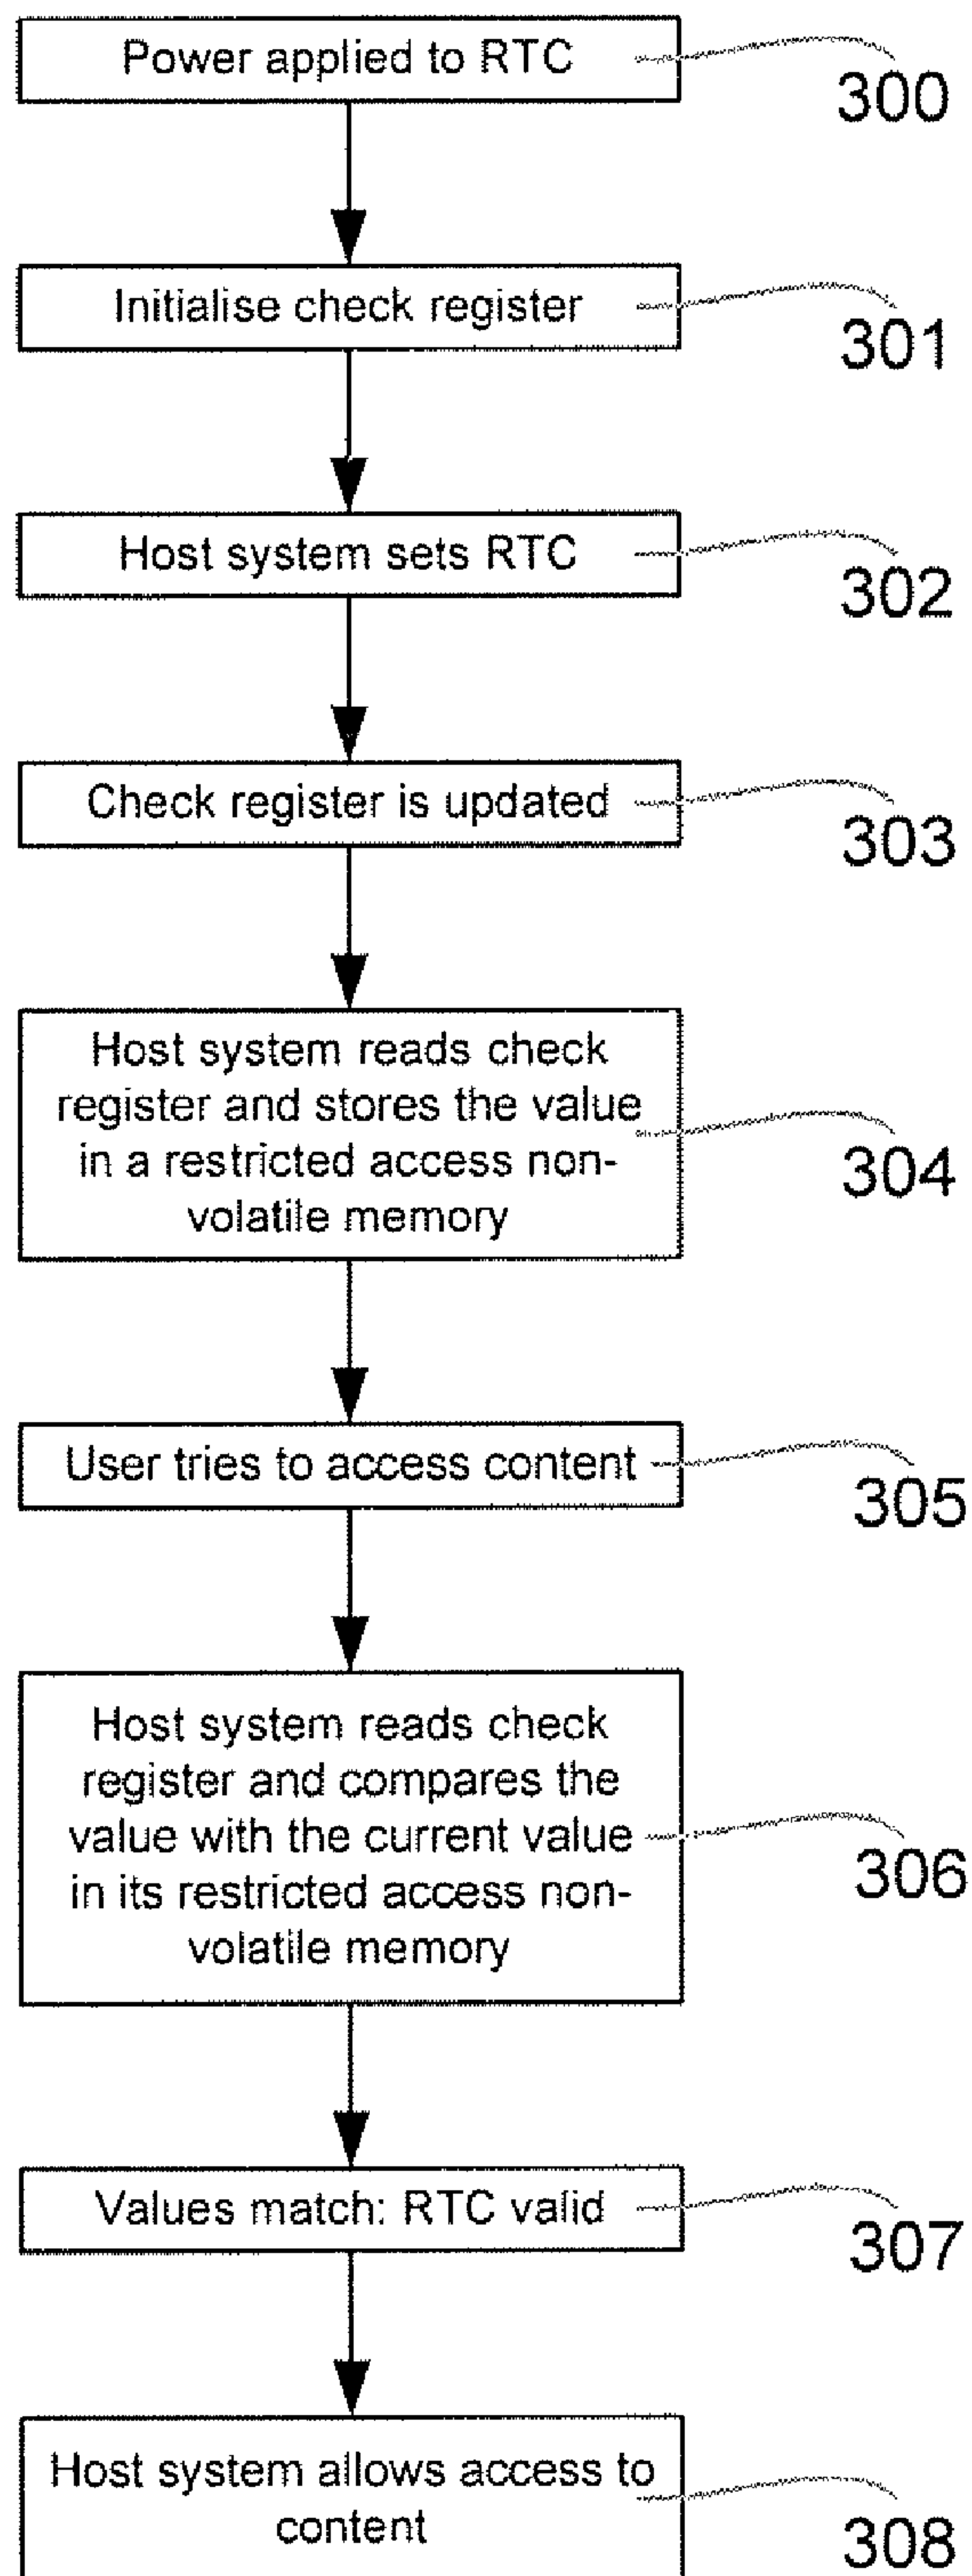 Power applied to RTC
300
Initialise check register
301
Host system sets RTC
302
Check register is updated
303
Host system reads check
register and stores the value
in a restricted access non-
volatile memory
304
User tries to access content
305
Host system reads check
register and compares the
value with the current value
in its restricted access non-
volatile memory
306
Values match: RTC valid
307
Host system allows access to
content
308